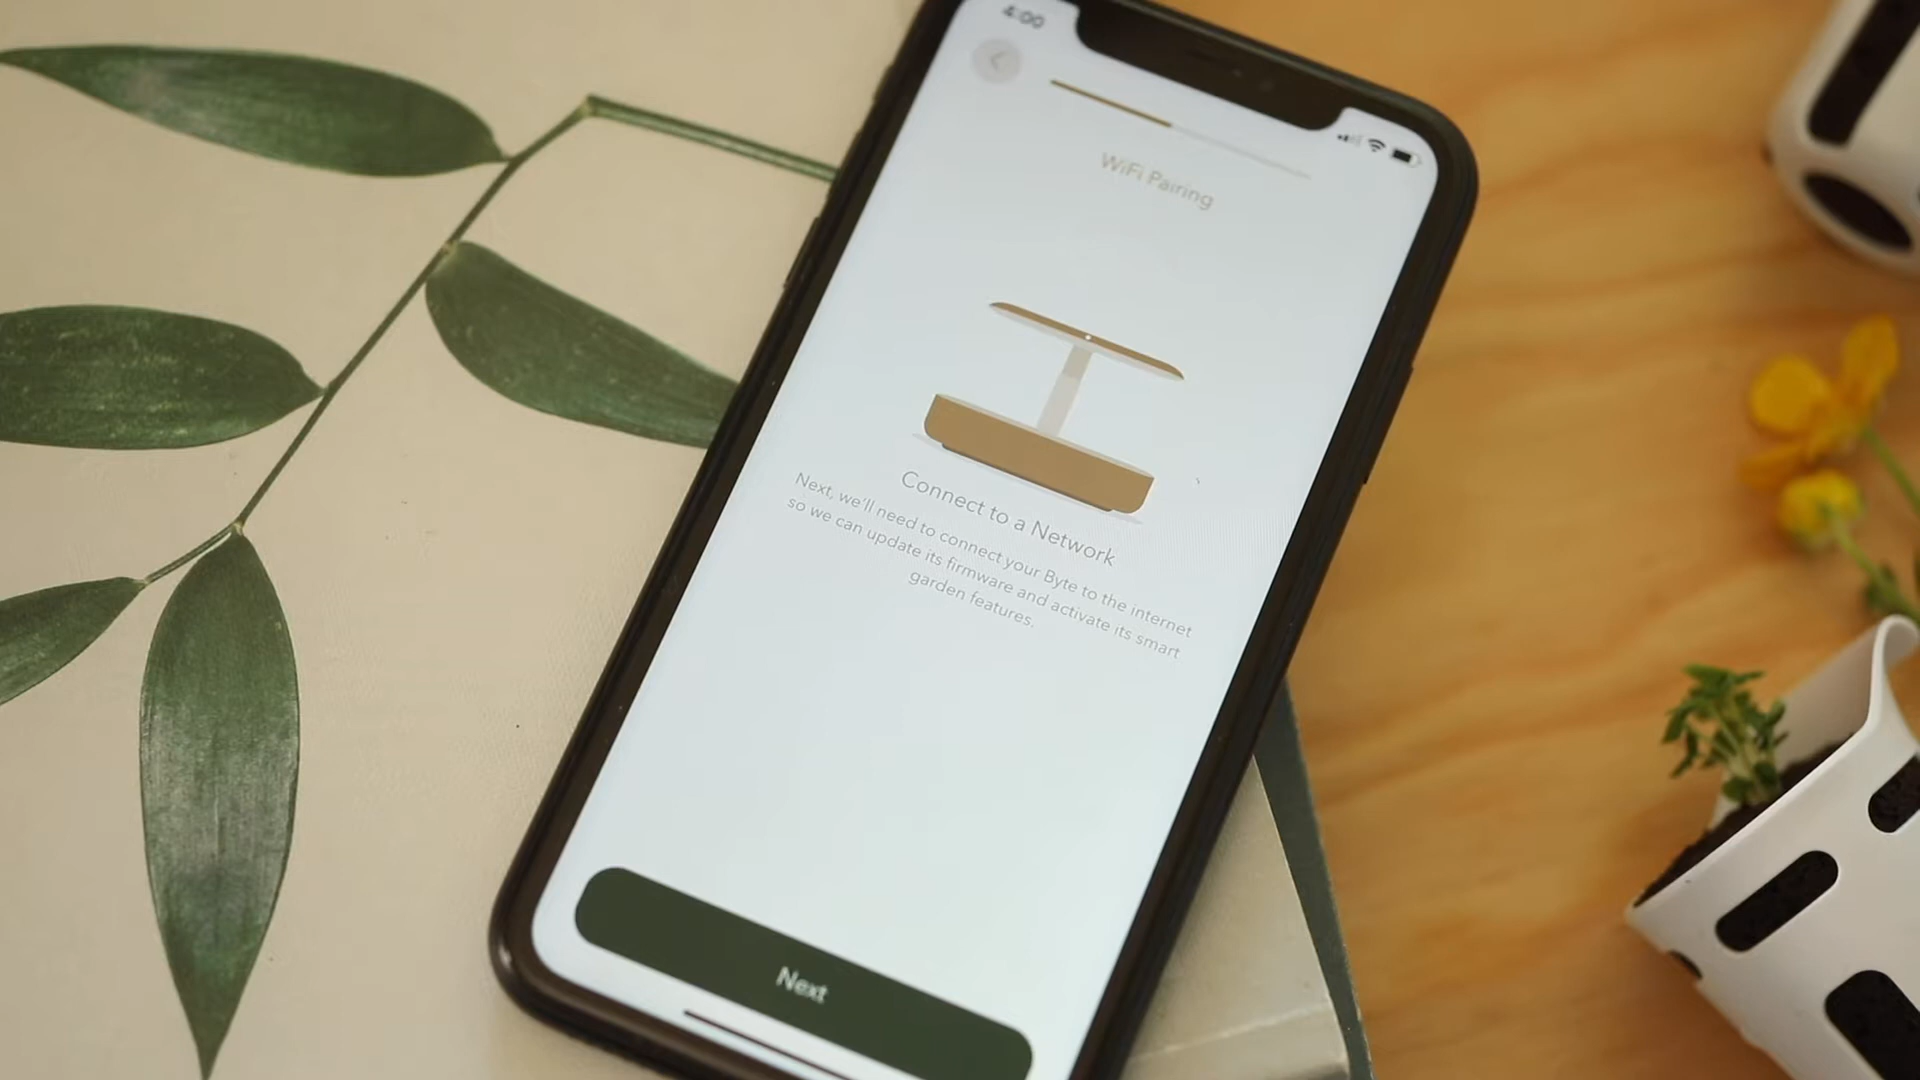 4:00
WiFi Pairing
Connect to a Network
Next, we'll need to connect your Byte to the internet
so we can update its firmware and activate its smart
garden features.
Next